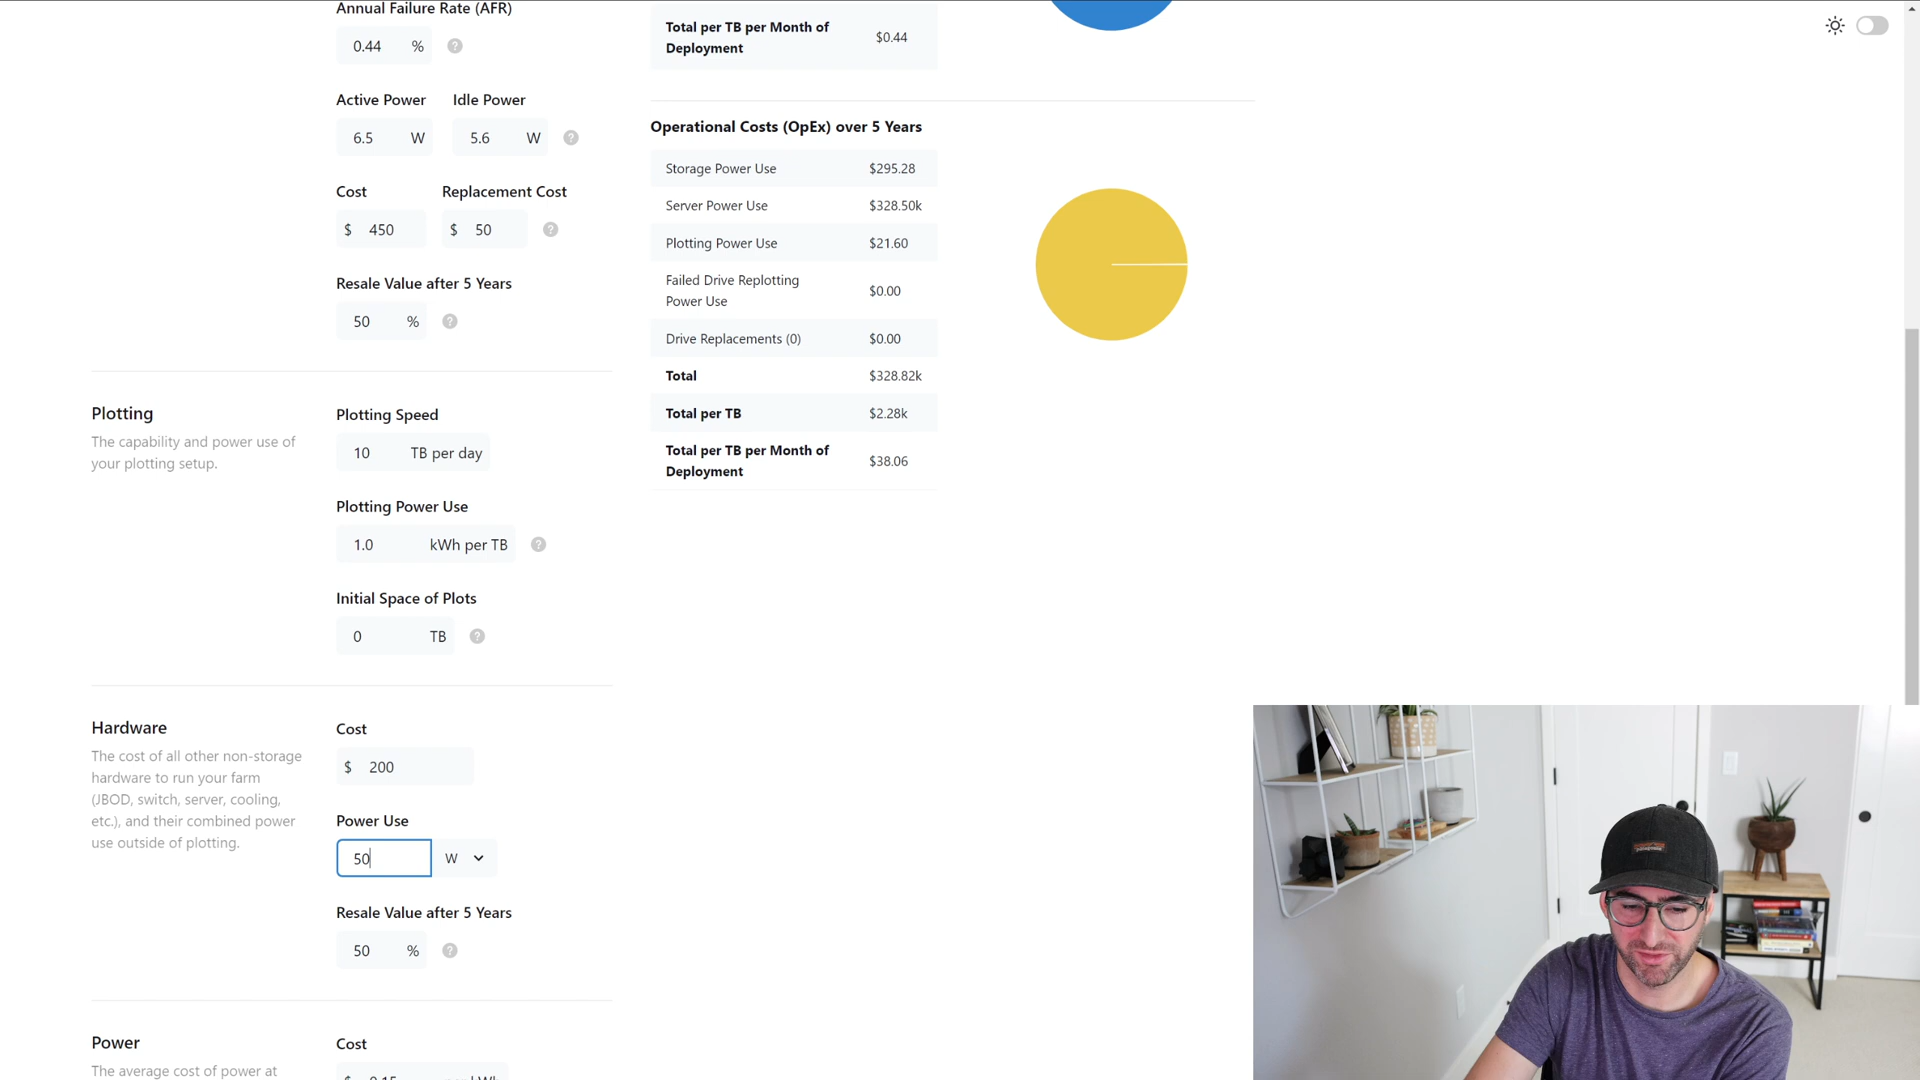 Annual Failure Rate (AFR)
0.44 %
Active Power Idle Power
6.5 W 5.6 W
Cost Replacement Cost
$ 450 $ 50
Resale Value after 5 Years
50 %
Plotting
The capability and power use of
your plotting setup.
Plotting Speed
10 TB per day
Plotting Power Use
1.0 kWh per TB
Initial Space of Plots
0 TB
Hardware
The cost of all other non-storage
hardware to run your farm
(JBOD, switch, server, cooling,
etc.), and their combined power
use outside of plotting.
Cost
$ 200
Power Use
50 W
Resale Value after 5 Years
50 %
Power
The average cost of power at
Cost
$ 0.15 per kWh
Total per TB per Month of
Deployment
$0.44
Operational Costs (OpEx) over 5 Years
Storage Power Use $295.28
Server Power Use $328.50k
Plotting Power Use $21.60
Failed Drive Replotting
Power Use
$0.00
Drive Replacements (0) $0.00
Total $328.82k
Total per TB $2.28k
Total per TB per Month of
Deployment
$38.06